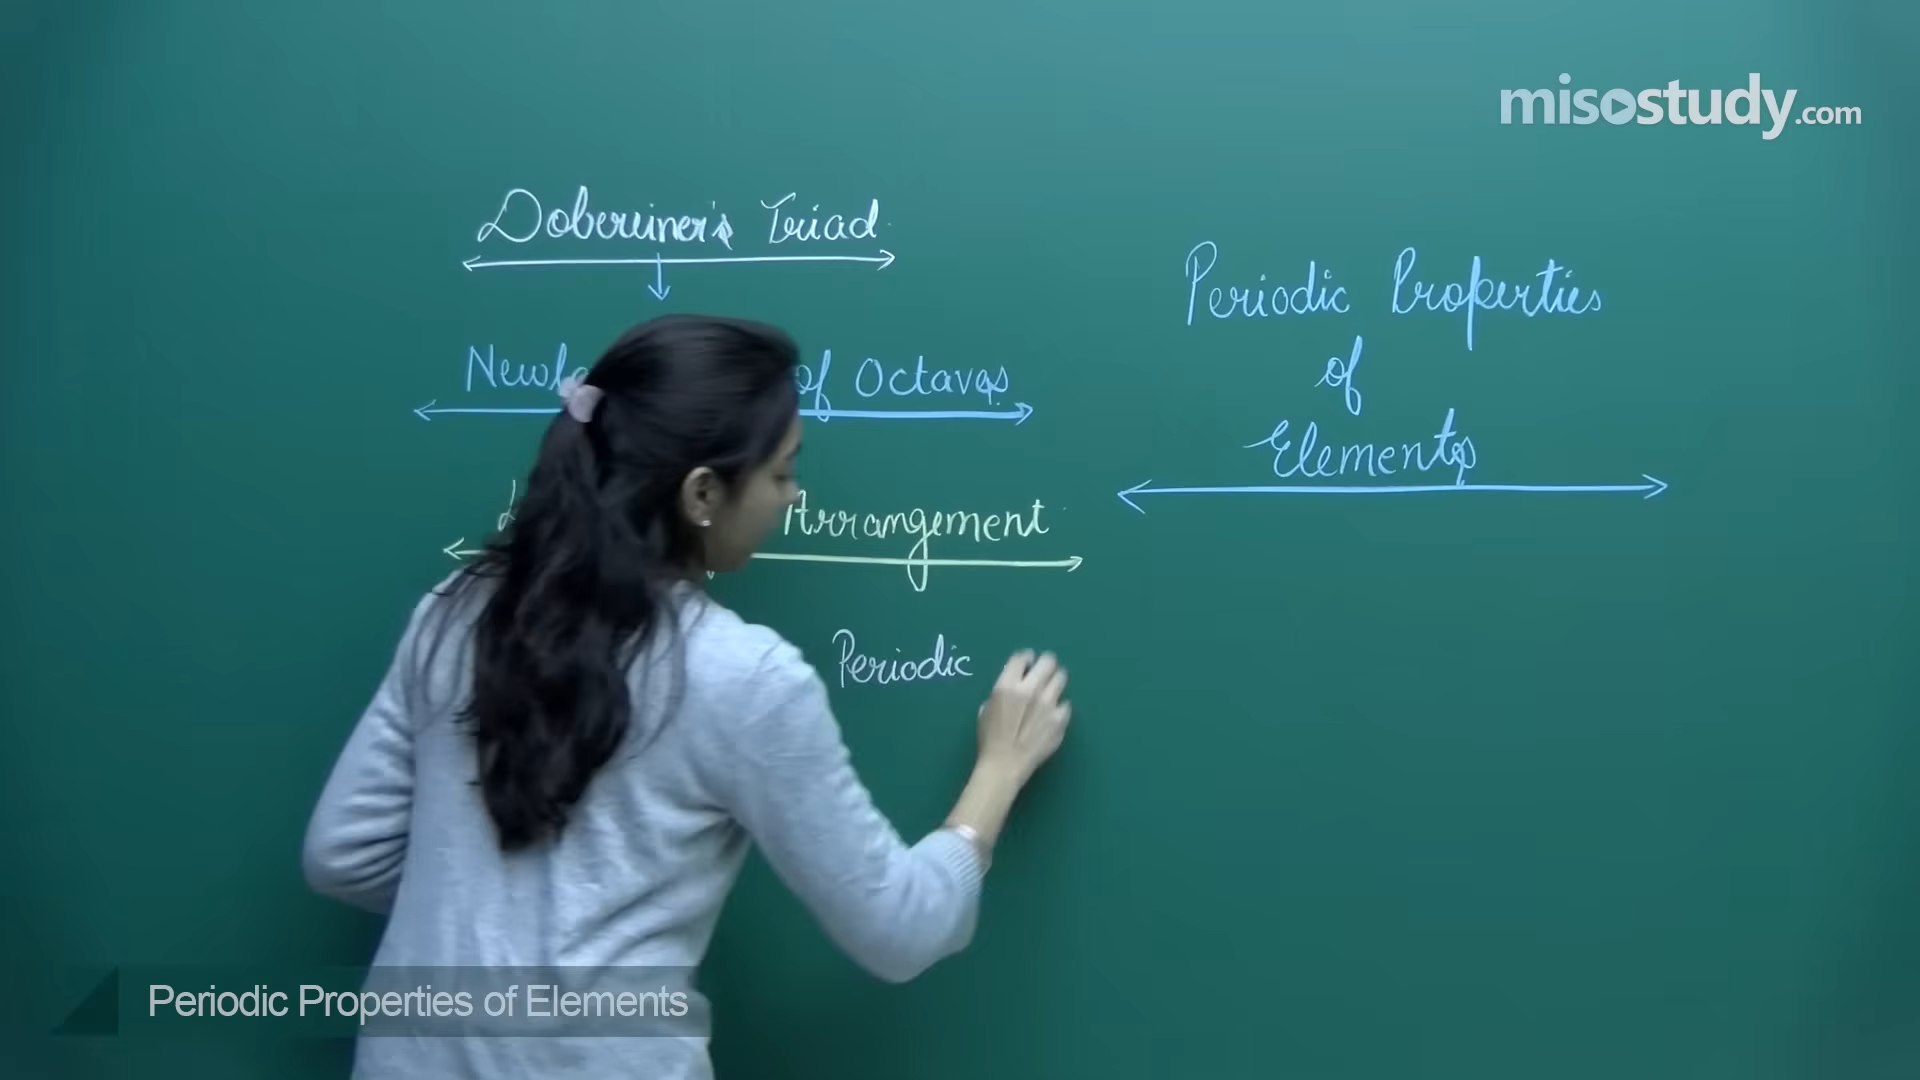 misostudy.com
Doberiner's Triad
of Octaves
Arrangement
Periodic
Periodic Properties
of
Elements
Periodic Properties of Elements